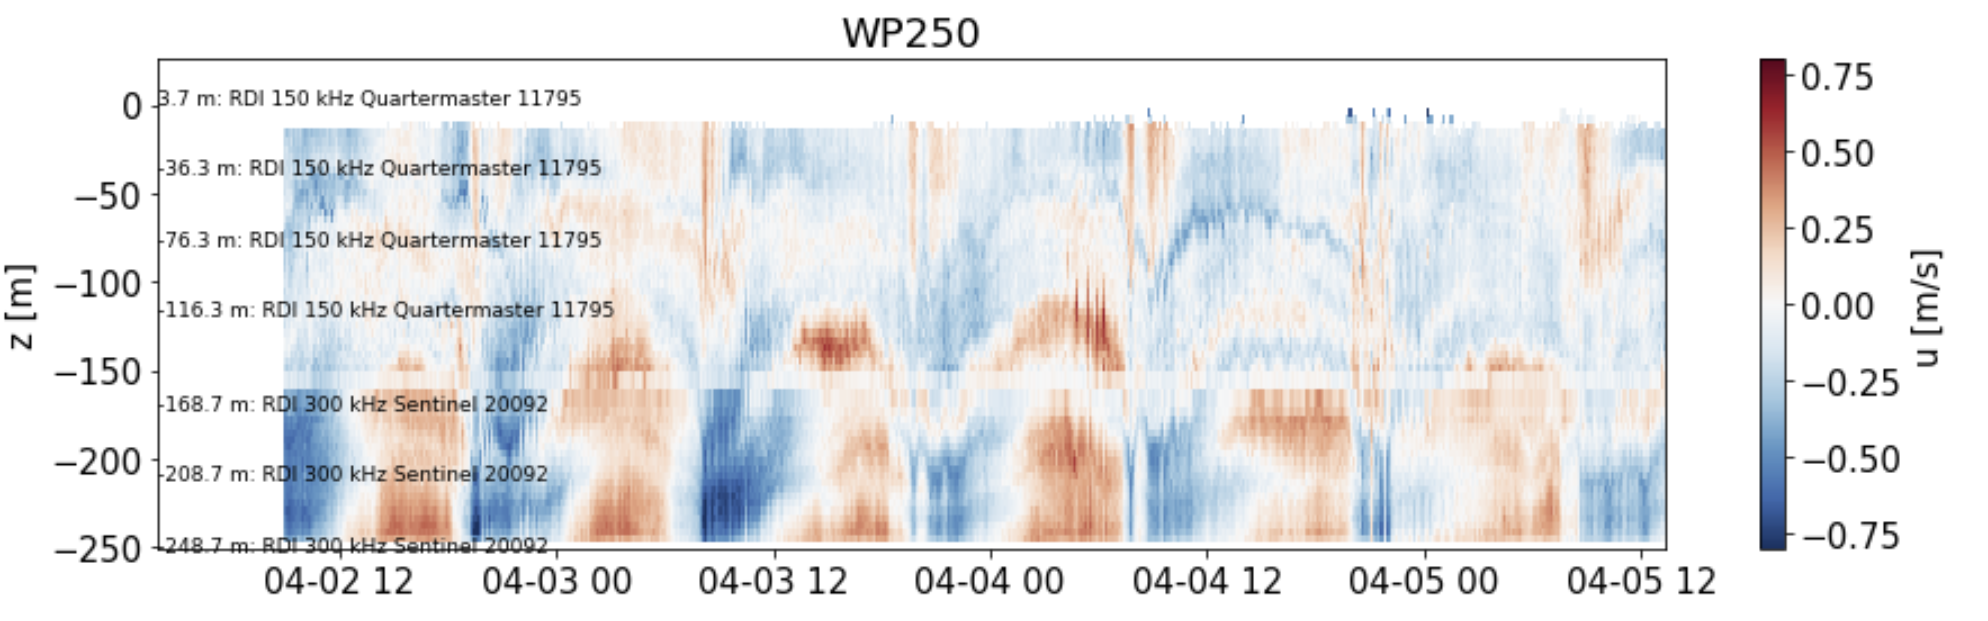 WP250
0
3.7 m: RDI 150 kHz Quartermaster 11795
-36.3 m: RDI 150 kHz Quartermaster 11795
−50
-76.3 m: RDI 150 kHz Quartermaster 11795
−100
-116.3 m: RDI 150 kHz Quartermaster 11795
−150
-168.7 m: RDI 300 kHz Sentinel 20092
−200
-208.7 m: RDI 300 kHz Sentinel 20092
−250
-248.7 m: RDI 300 kHz Sentinel 20092
z [m]
04-02 12
04-03 00
04-03 12
04-04 00
04-04 12
04-05 00
04-05 12
0.75
0.50
0.25
0.00
−0.25
−0.50
−0.75
u [m/s]